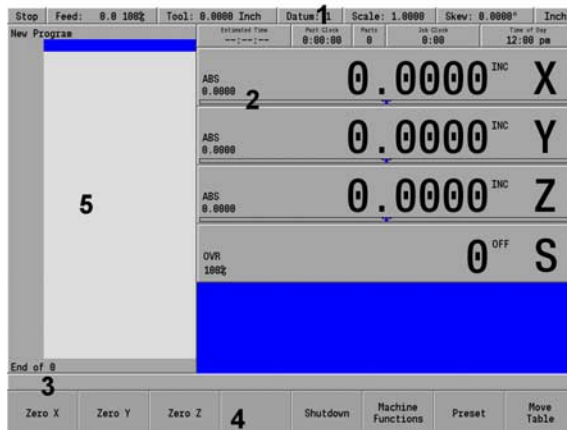 Stop Feed: 0.0 100% Tool: 0.0000 Inch Datum: 1 Scale: 1.0000 Skew: 0.0000° Inch
1
New Program
Estimated Time Part Clock Parts Job Clock Time of Day
--:--:-- 0:00:00 0 0:00 12:00 pm
ABS 0.0000 0.0000 INC X
2
ABS 0.0000 0.0000 INC Y
ABS 0.0000 0.0000 INC Z
5
OVR 100% 0 OFF S
End of 0
3
Zero X Zero Y Zero Z 4 Shutdown Machine Functions Preset Move Table